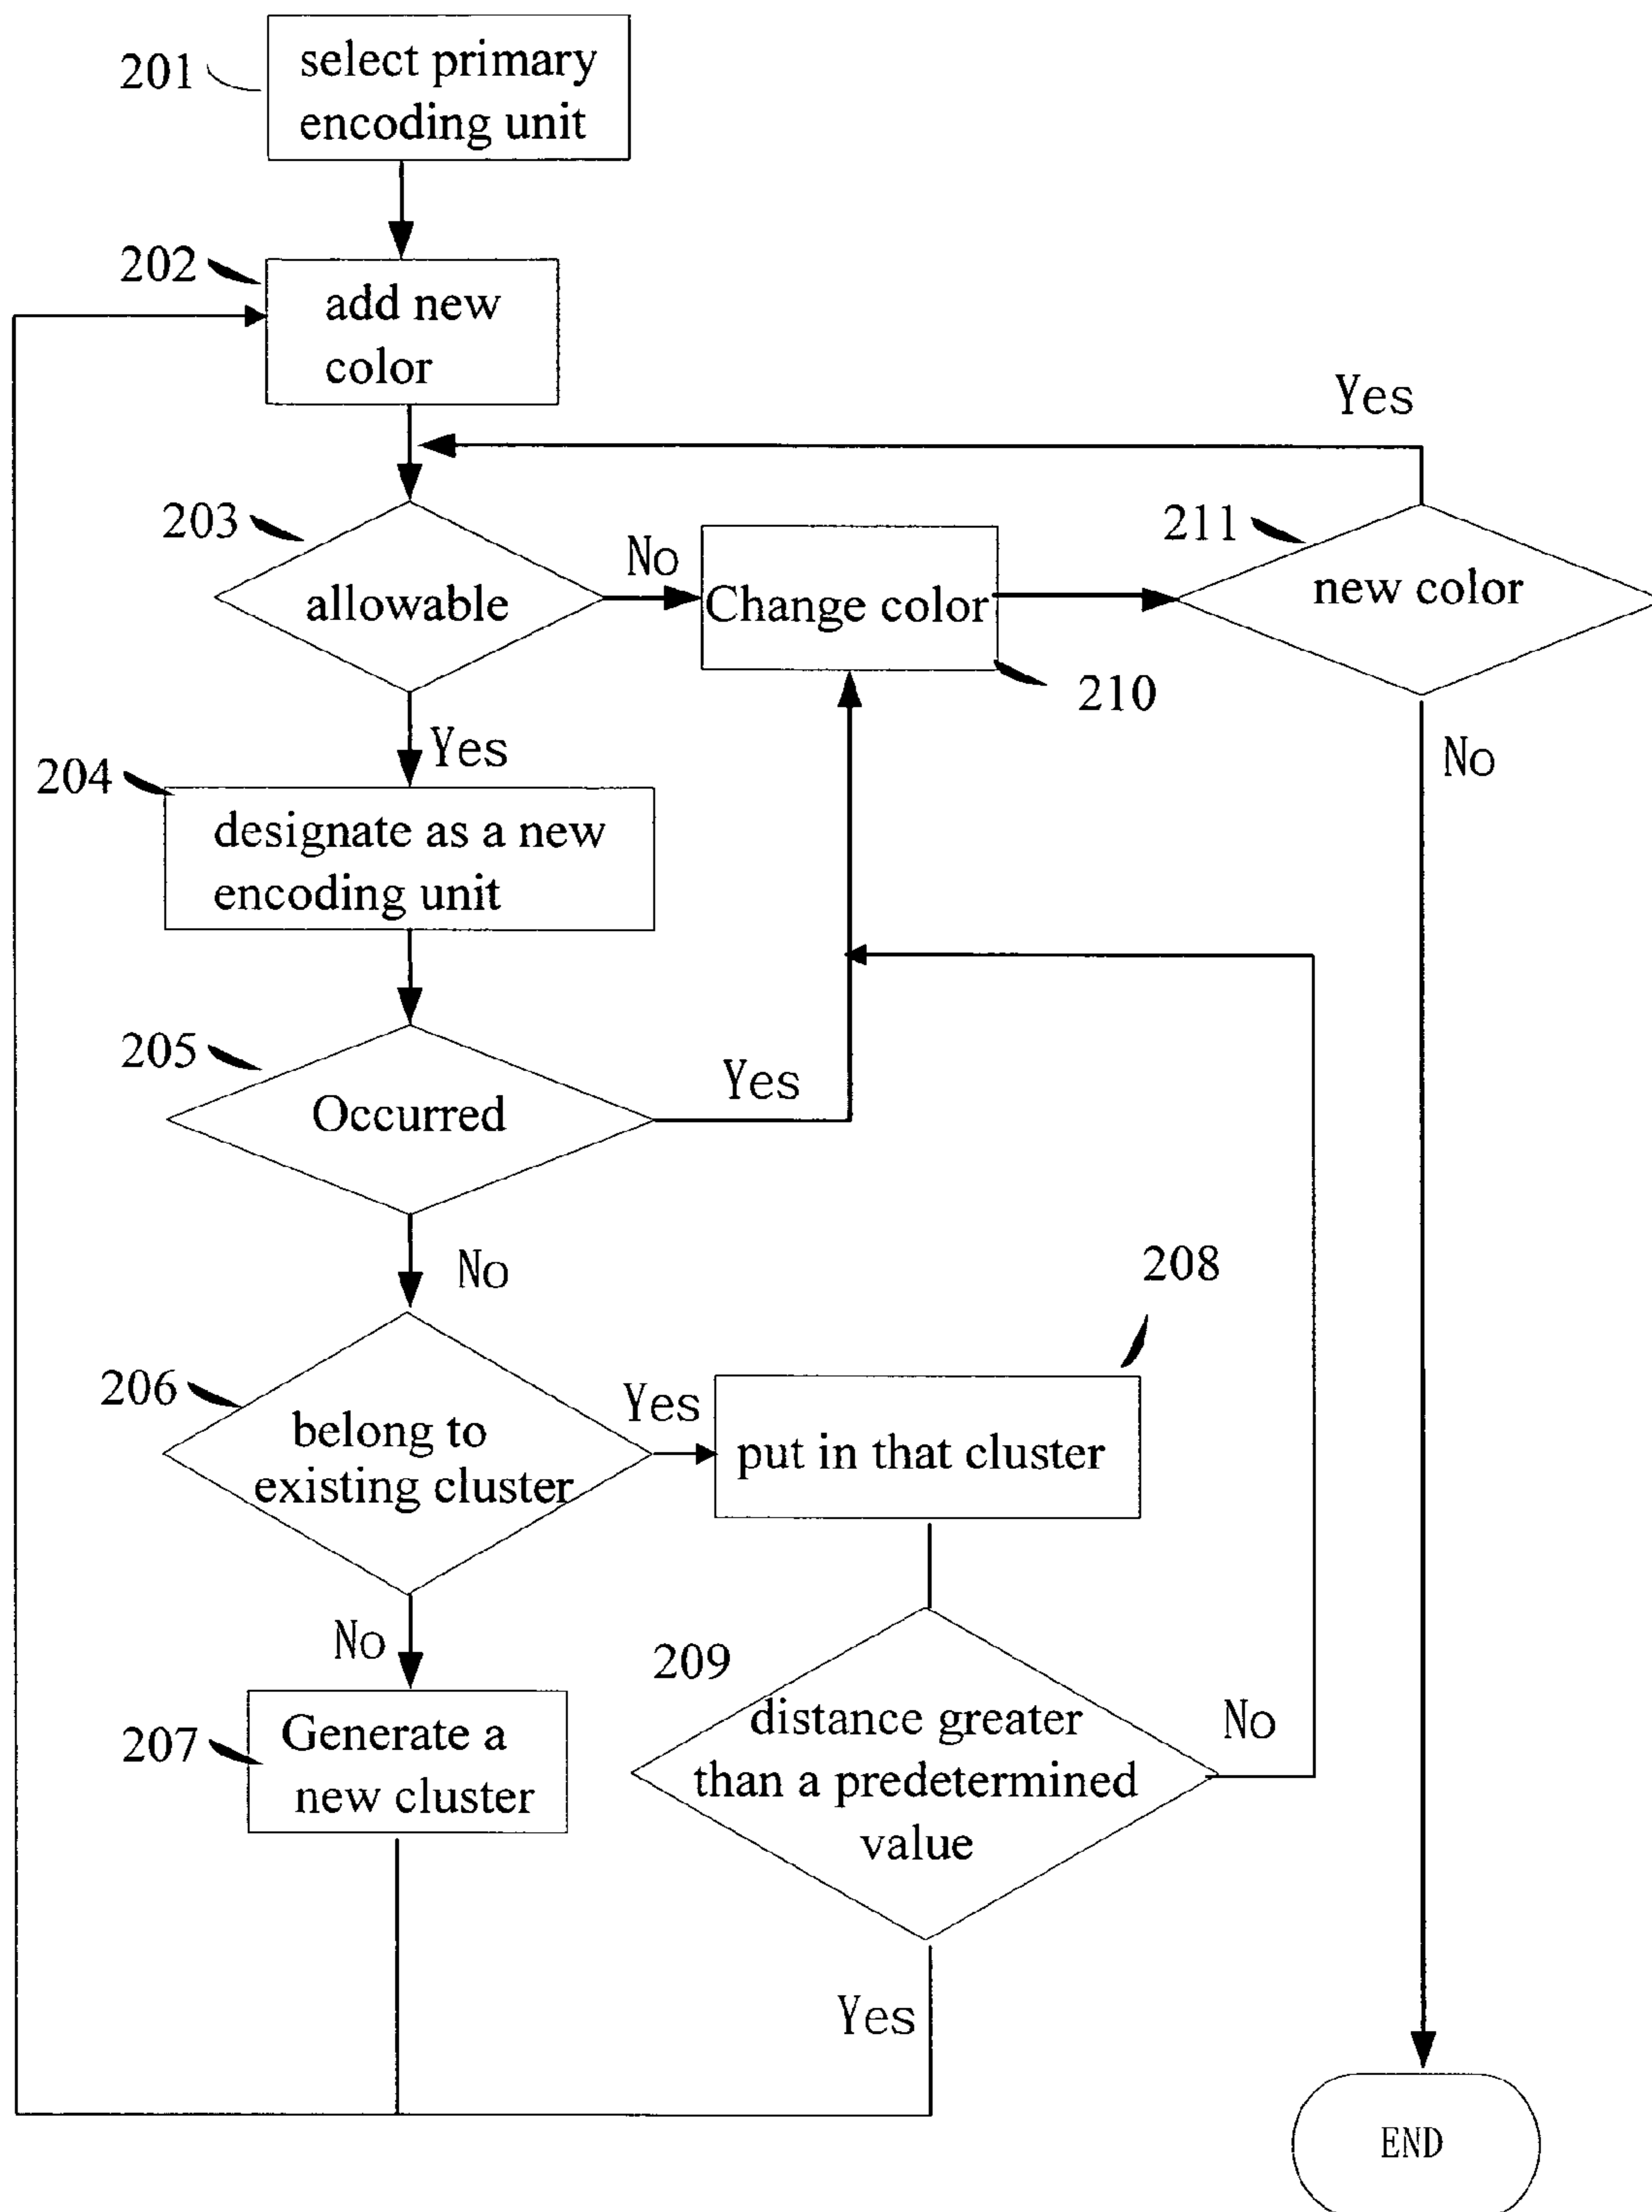 201
select primary
encoding unit
202
add new
color
Yes
203
allowable
No
Change color
210
211
new color
No
Yes
204
designate as a new
encoding unit
205
Occurred
Yes
No
206
belong to
existing cluster
Yes
208
put in that cluster
No
207
Generate a
new cluster
209
distance greater
than a predetermined
value
No
Yes
END